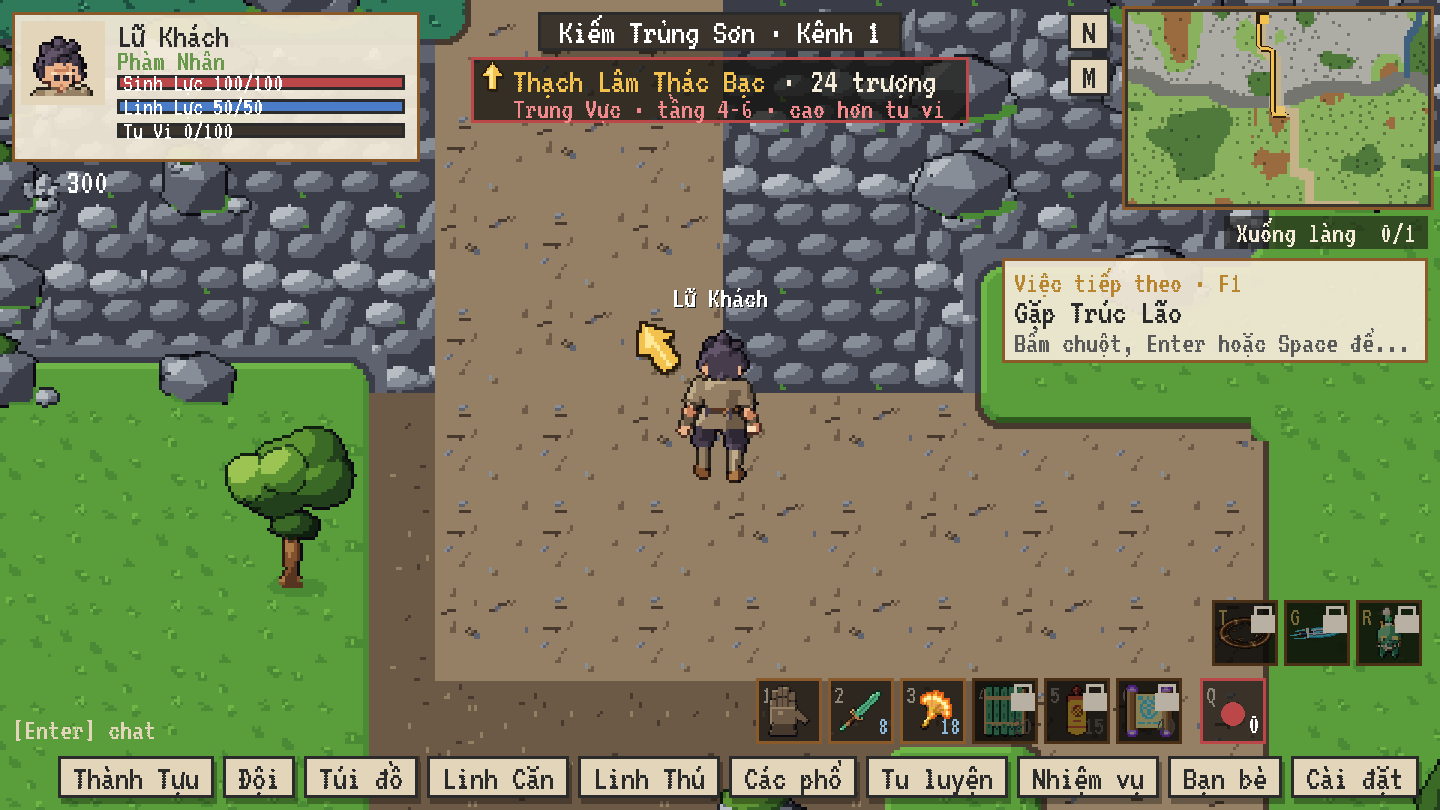 Lữ Khách
Phàm Nhân
Sinh Lực 100/100
Linh Lực 50/50
Tu Vi 0/100
300
Kiếm Trủng Sơn · Kênh 1
Thạch Lâm Thác Bạc · 24 trượng
Trung Vực · tầng 4-6 · cao hơn tu vi
N
M
Xuống làng 0/1
Việc tiếp theo · F1
Gặp Trúc Lão
Bấm chuột, Enter hoặc Space để...
Lữ Khách
T
G
R
1
2
8
3
18
5
15
Q
0
[Enter] chat
Thành Tựu
Đội
Túi đồ
Linh Căn
Linh Thú
Các phổ
Tu luyện
Nhiệm vụ
Bạn bè
Cài đặt